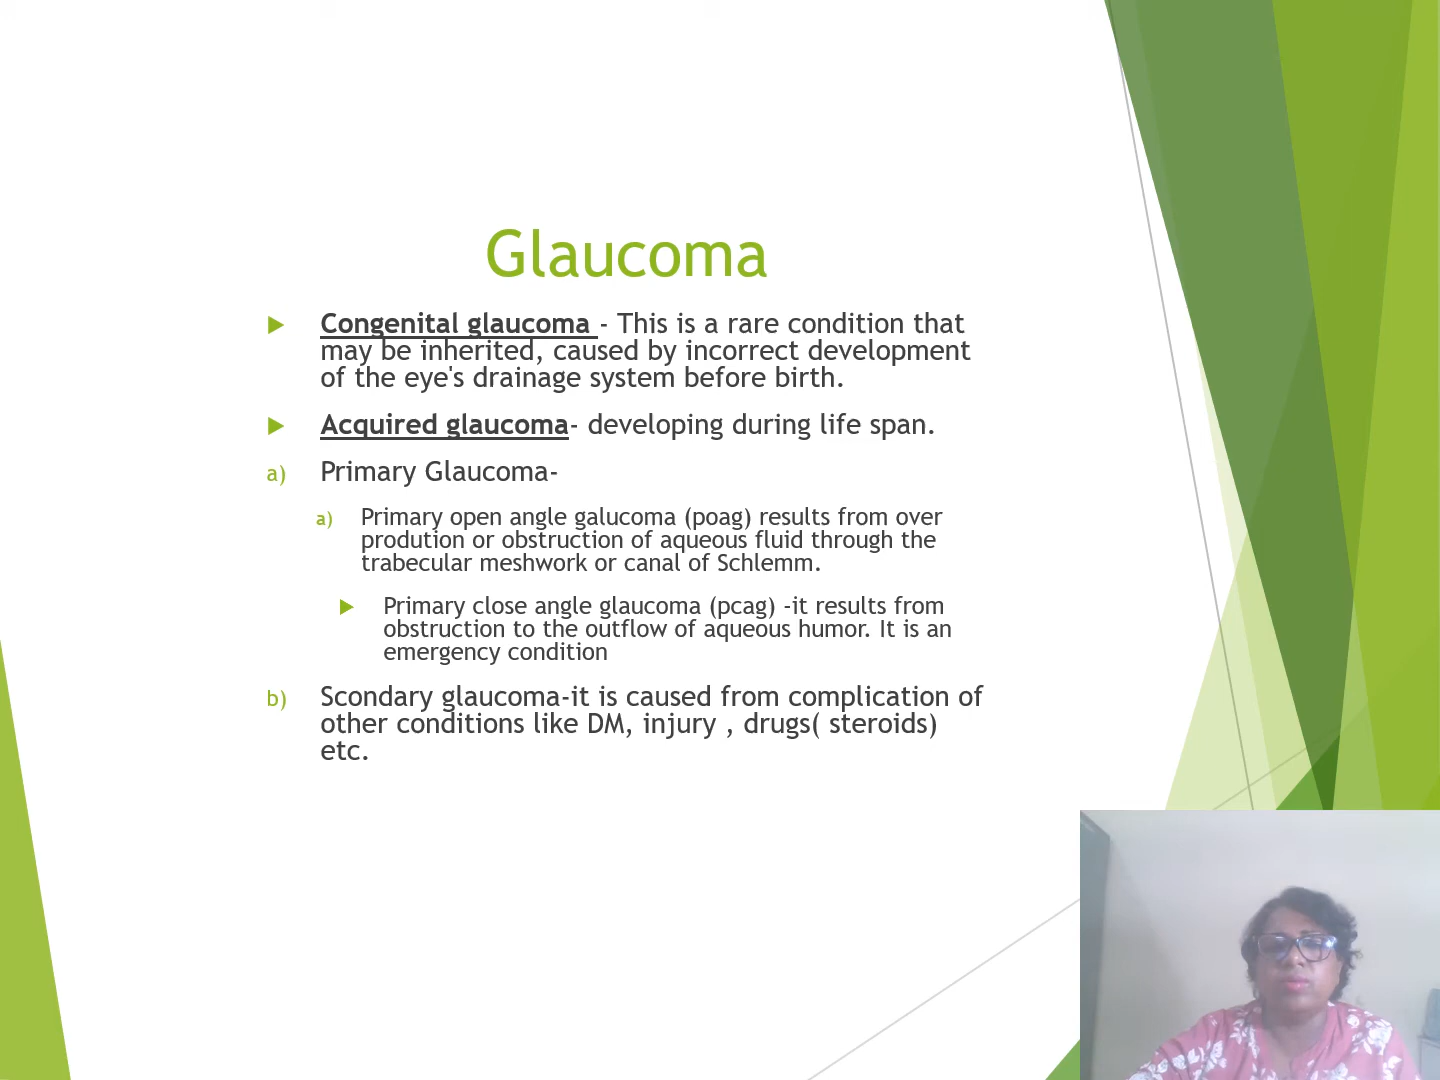 Glaucoma
Congenital glaucoma - This is a rare condition that
may be inherited, caused by incorrect development
of the eye's drainage system before birth.
Acquired glaucoma- developing during life span.
a) Primary Glaucoma-
a) Primary open angle galucoma (poag) results from over
prodution or obstruction of aqueous fluid through the
trabecular meshwork or canal of Schlemm.
Primary close angle glaucoma (pcag) -it results from
obstruction to the outflow of aqueous humor. It is an
emergency condition
b) Scondary glaucoma-it is caused from complication of
other conditions like DM, injury , drugs( steroids)
etc.